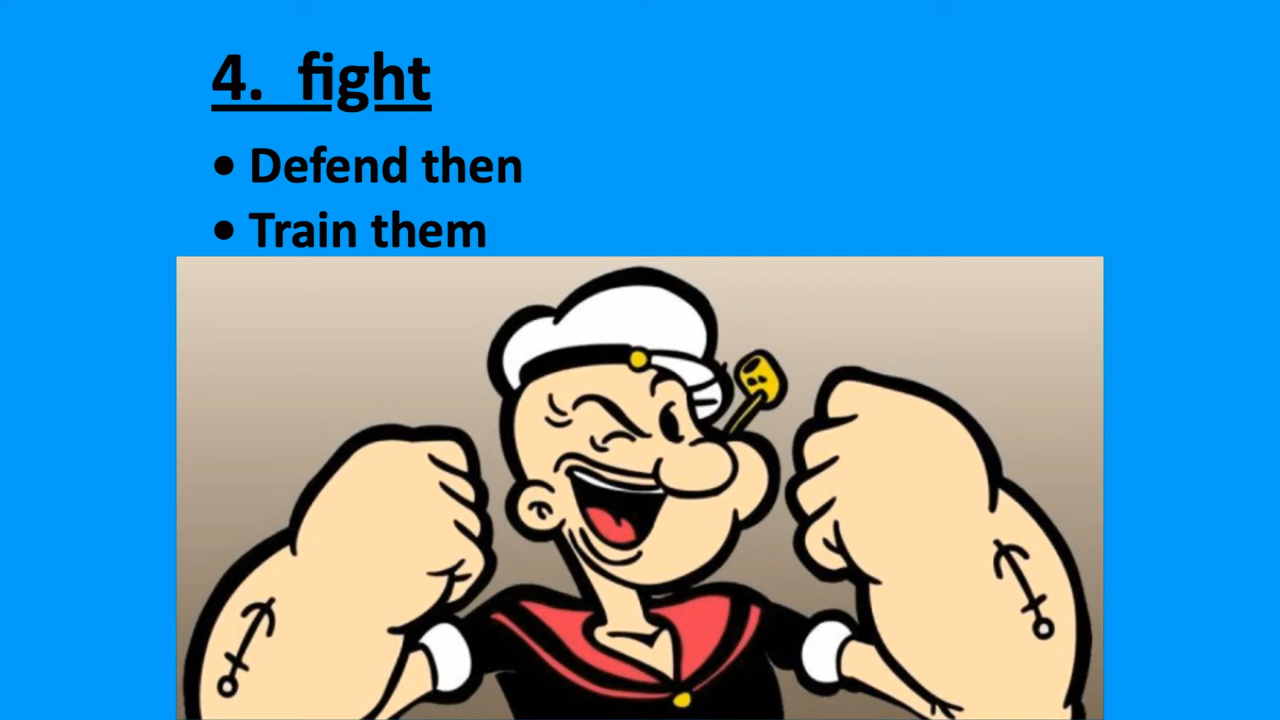 4. fight
• Defend then
• Train them